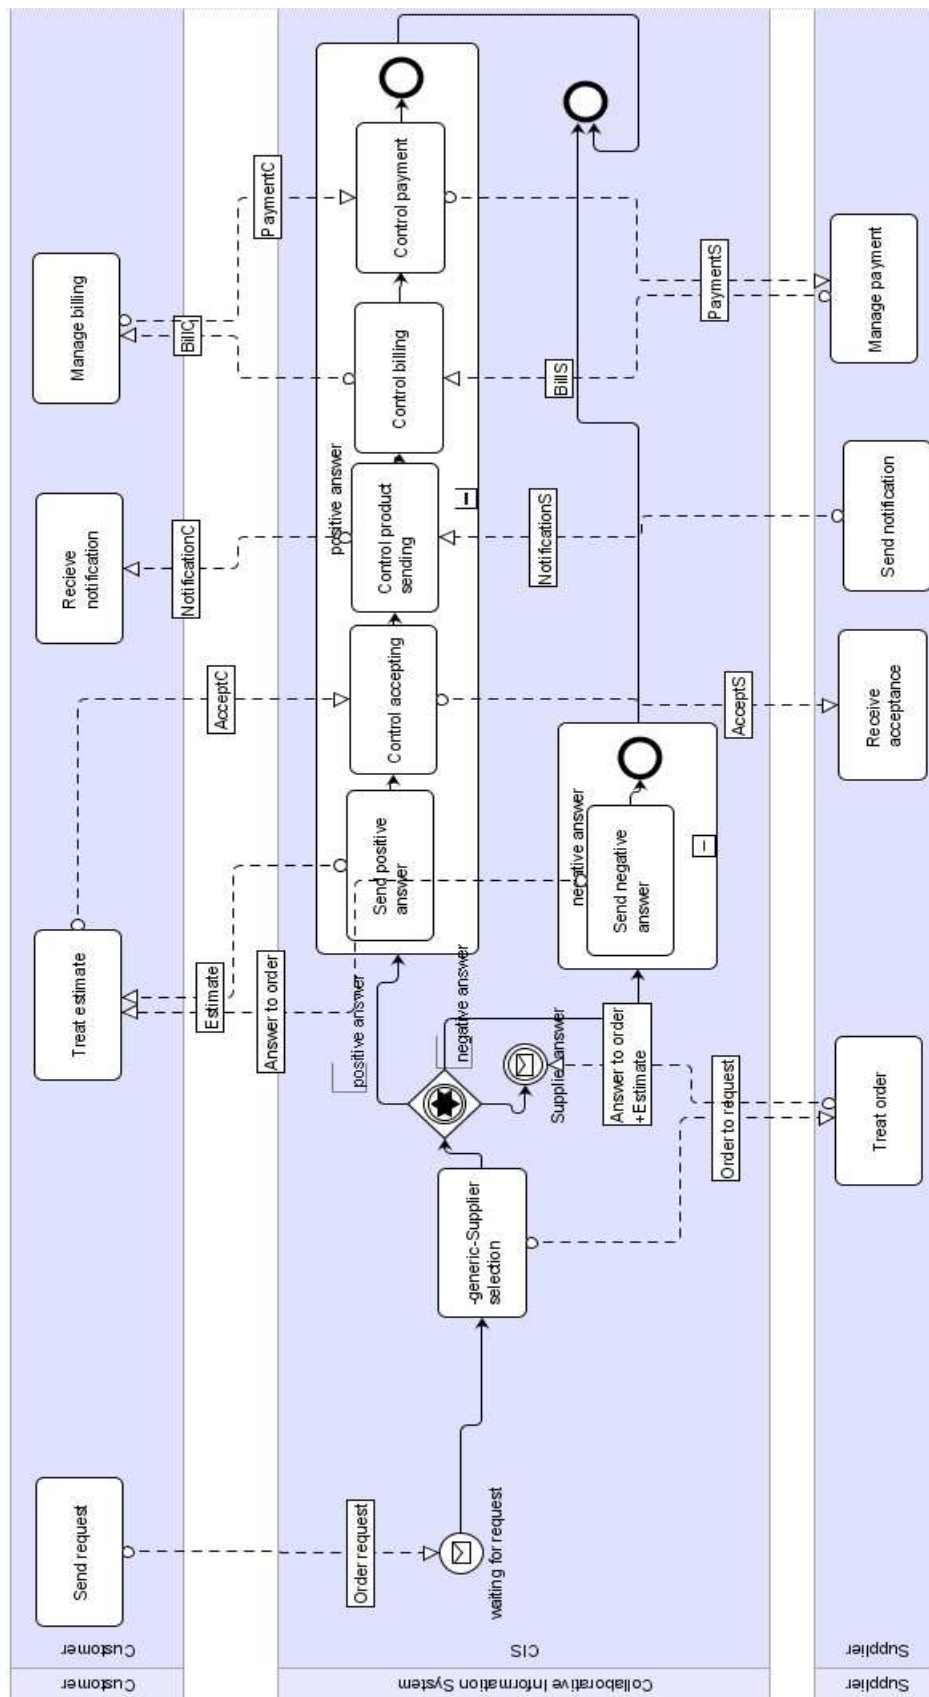 Customer
Customer
Send request
Treat estimate
Recieve
notification
Manage billing
Order request
Answer to order
Estimate
AcceptC
NotificationC
BillC
PaymentC
Collaborative Information System
CIS
waiting for request
-generic-Supplier
selection
positive answer
negative answer
Supplier answer
positive answer
Send positive
answer
Control accepting
Control product
sending
Control billing
Control payment
negative answer
Send negative
answer
Answer to order
+Estimate
Order to request
AcceptS
NotificationS
BillS
PaymentS
Supplier
Supplier
Treat order
Receive
acceptance
Send notification
Manage payment